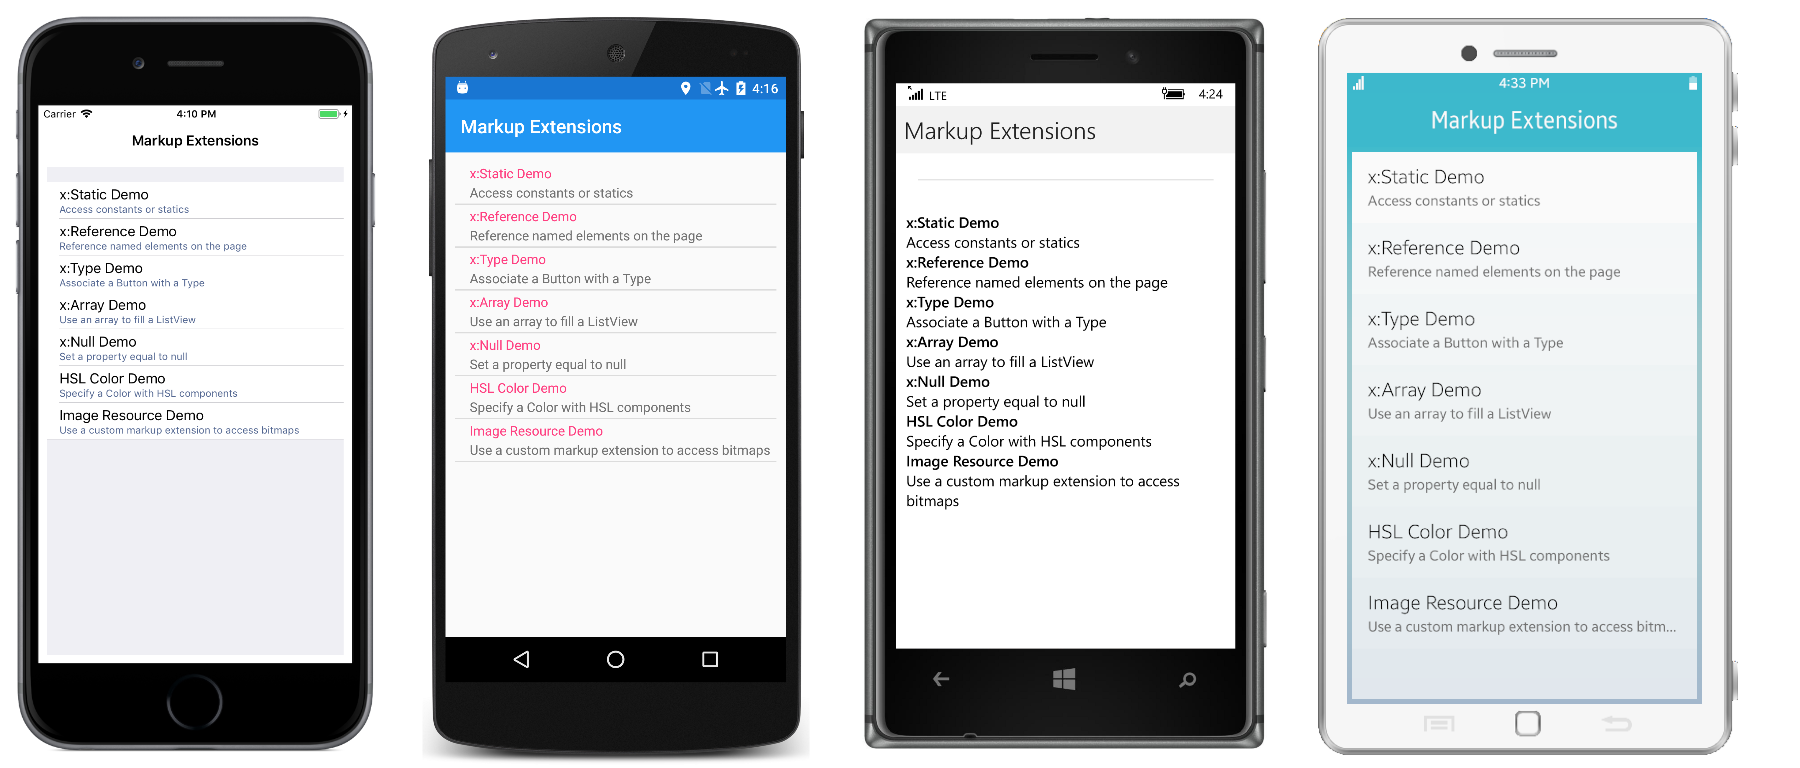 Carrier 4:10 PM
Markup Extensions
x:Static Demo
Access constants or statics
x:Reference Demo
Reference named elements on the page
x:Type Demo
Associate a Button with a Type
x:Array Demo
Use an array to fill a ListView
x:Null Demo
Set a property equal to null
HSL Color Demo
Specify a Color with HSL components
Image Resource Demo
Use a custom markup extension to access bitmaps
4:16
Markup Extensions
x:Static Demo
Access constants or statics
x:Reference Demo
Reference named elements on the page
x:Type Demo
Associate a Button with a Type
x:Array Demo
Use an array to fill a ListView
x:Null Demo
Set a property equal to null
HSL Color Demo
Specify a Color with HSL components
Image Resource Demo
Use a custom markup extension to access bitmaps
LTE 4:24
Markup Extensions
x:Static Demo
Access constants or statics
x:Reference Demo
Reference named elements on the page
x:Type Demo
Associate a Button with a Type
x:Array Demo
Use an array to fill a ListView
x:Null Demo
Set a property equal to null
HSL Color Demo
Specify a Color with HSL components
Image Resource Demo
Use a custom markup extension to access
bitmaps
4:33 PM
Markup Extensions
x:Static Demo
Access constants or statics
x:Reference Demo
Reference named elements on the page
x:Type Demo
Associate a Button with a Type
x:Array Demo
Use an array to fill a ListView
x:Null Demo
Set a property equal to null
HSL Color Demo
Specify a Color with HSL components
Image Resource Demo
Use a custom markup extension to access bitm...